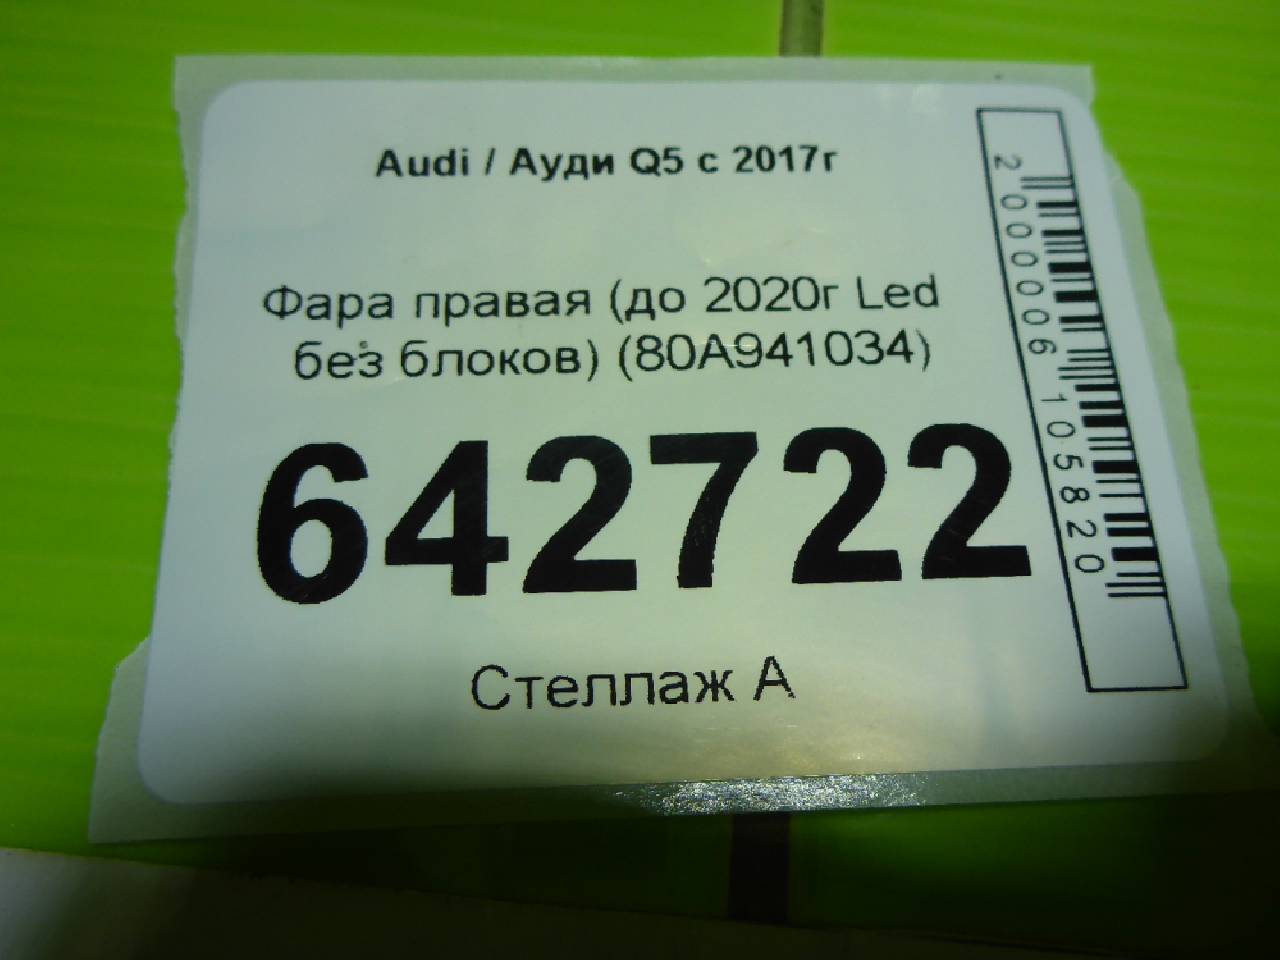 Audi / Ауди Q5 с 2017г
Фара правая (до 2020г Led
без блоков) (80A941034)
642722
Стеллаж А
2000006105820